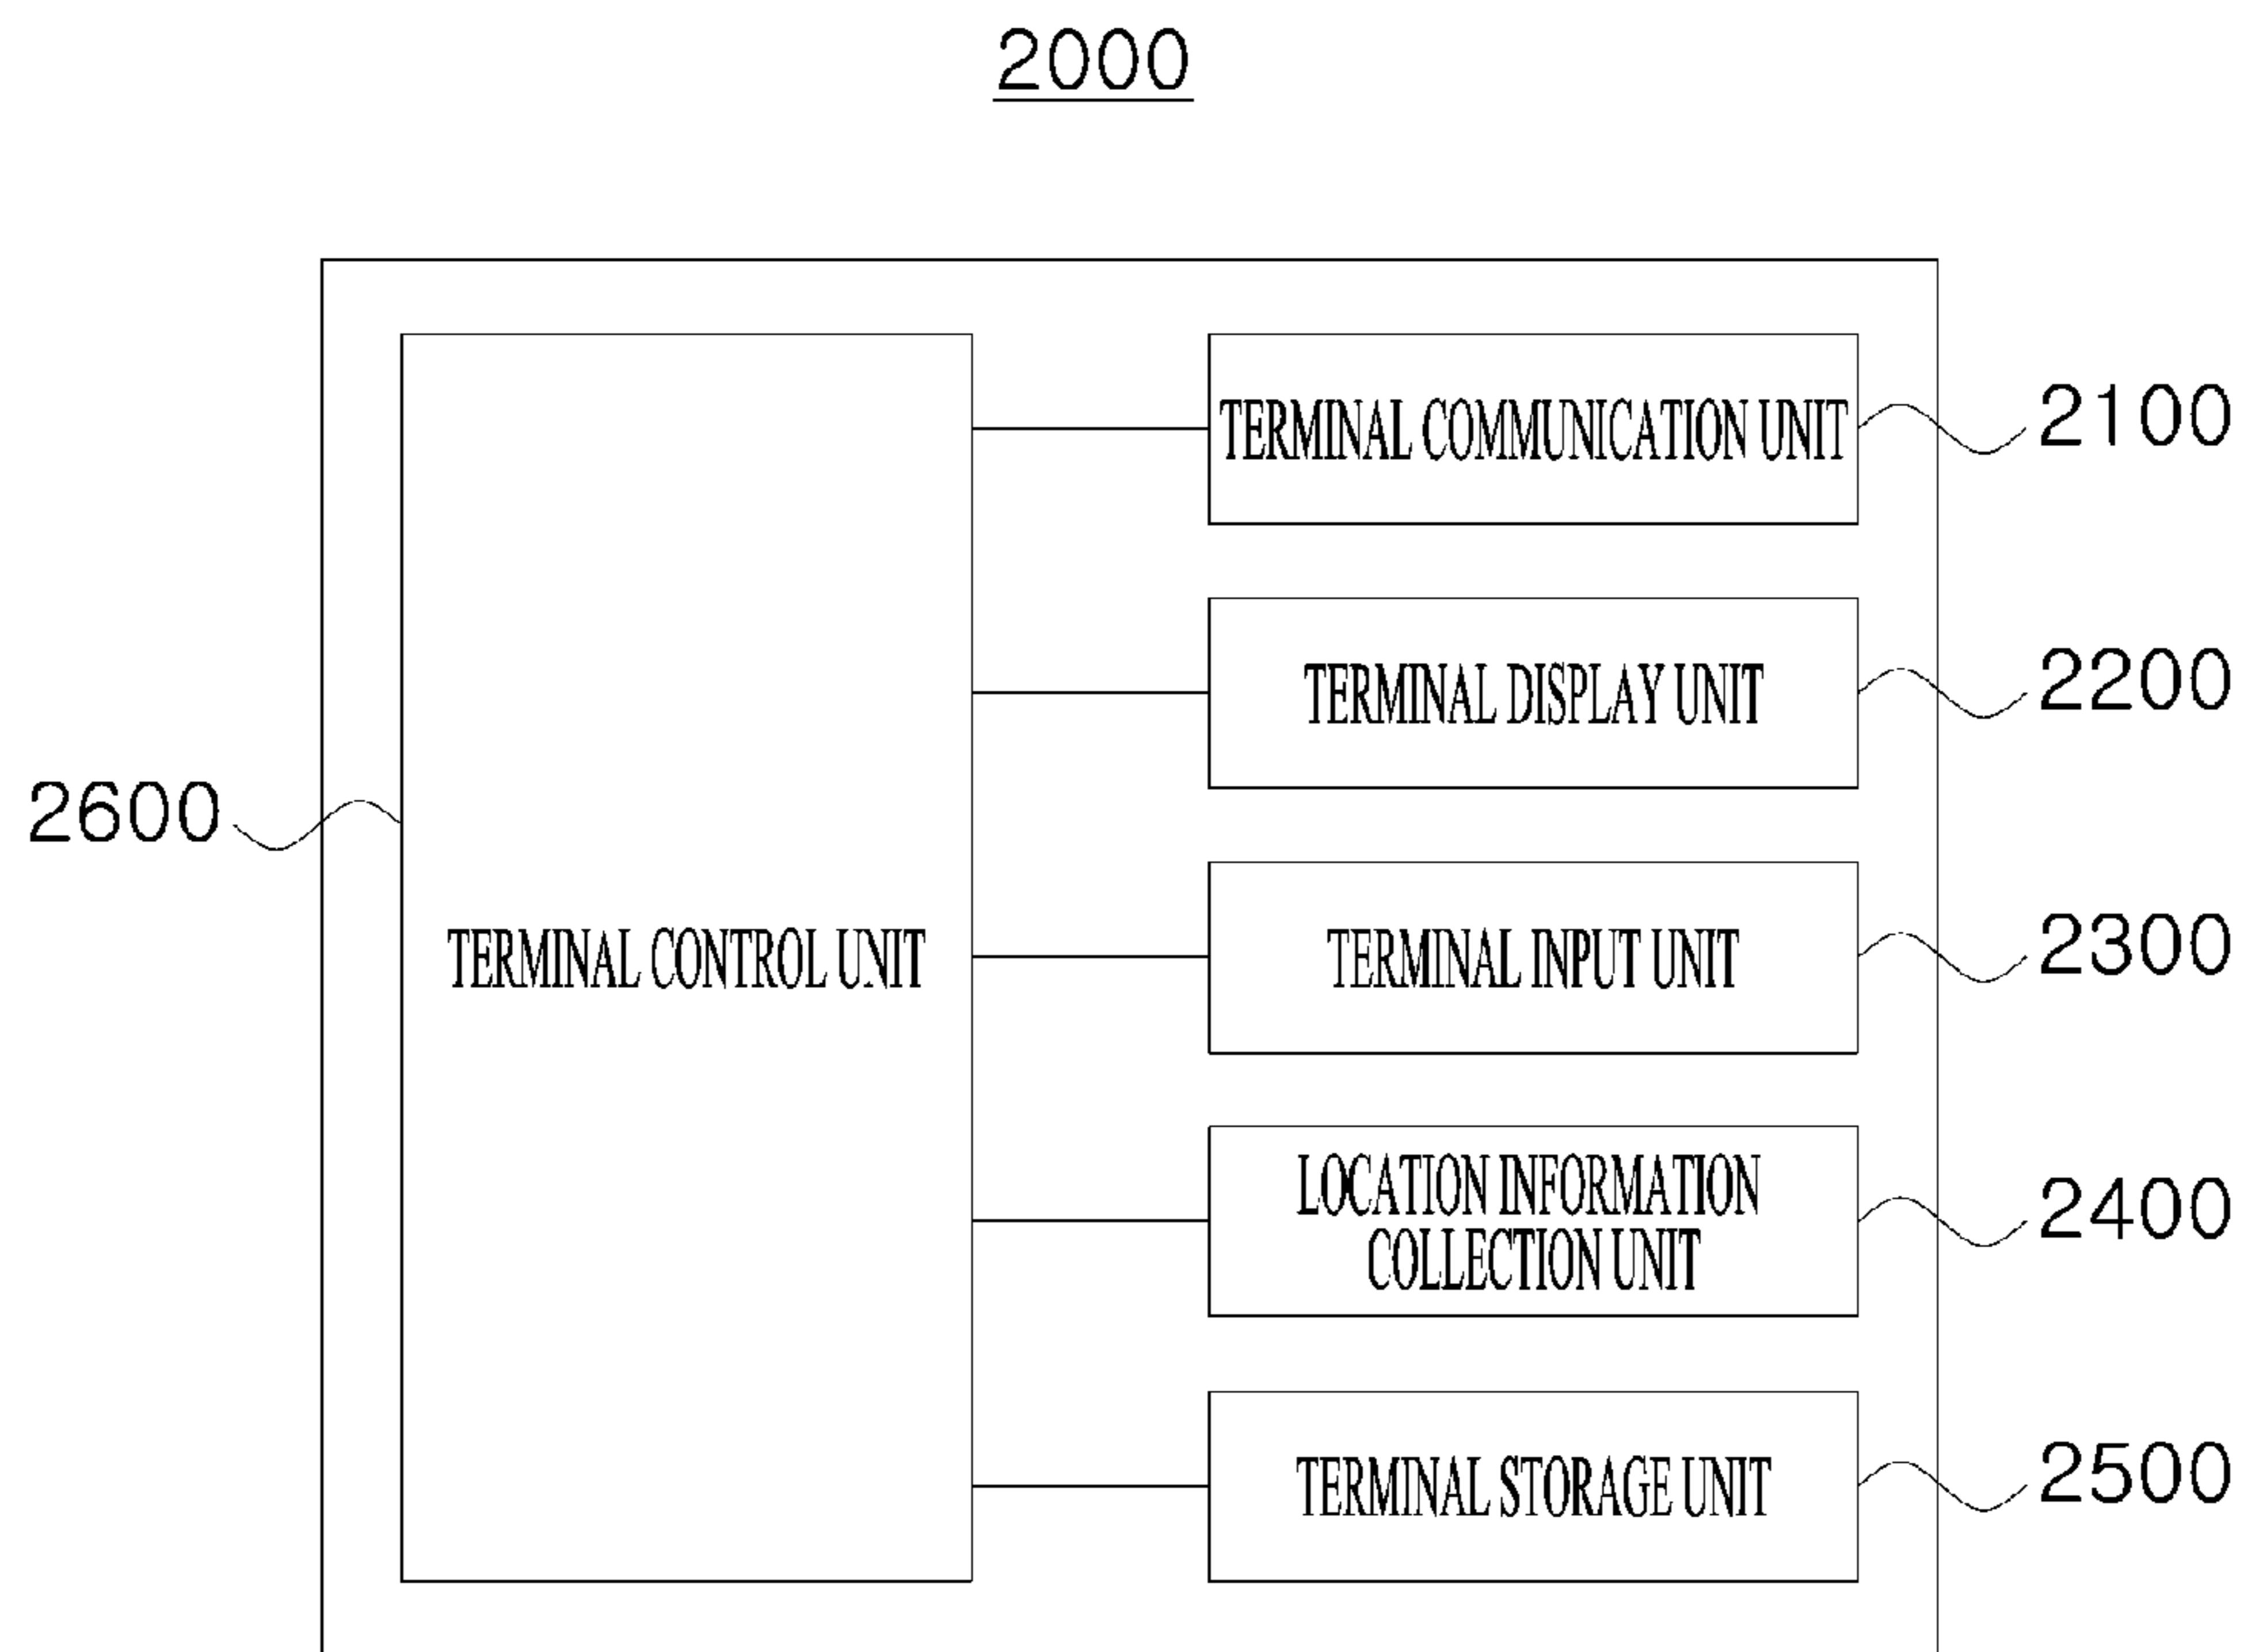 2000
TERMINAL COMMUNICATION UNIT
2100
TERMINAL DISPLAY UNIT
2200
2600
TERMINAL CONTROL UNIT
TERMINAL INPUT UNIT
2300
LOCATION INFORMATION
COLLECTION UNIT
2400
TERMINAL STORAGE UNIT
2500